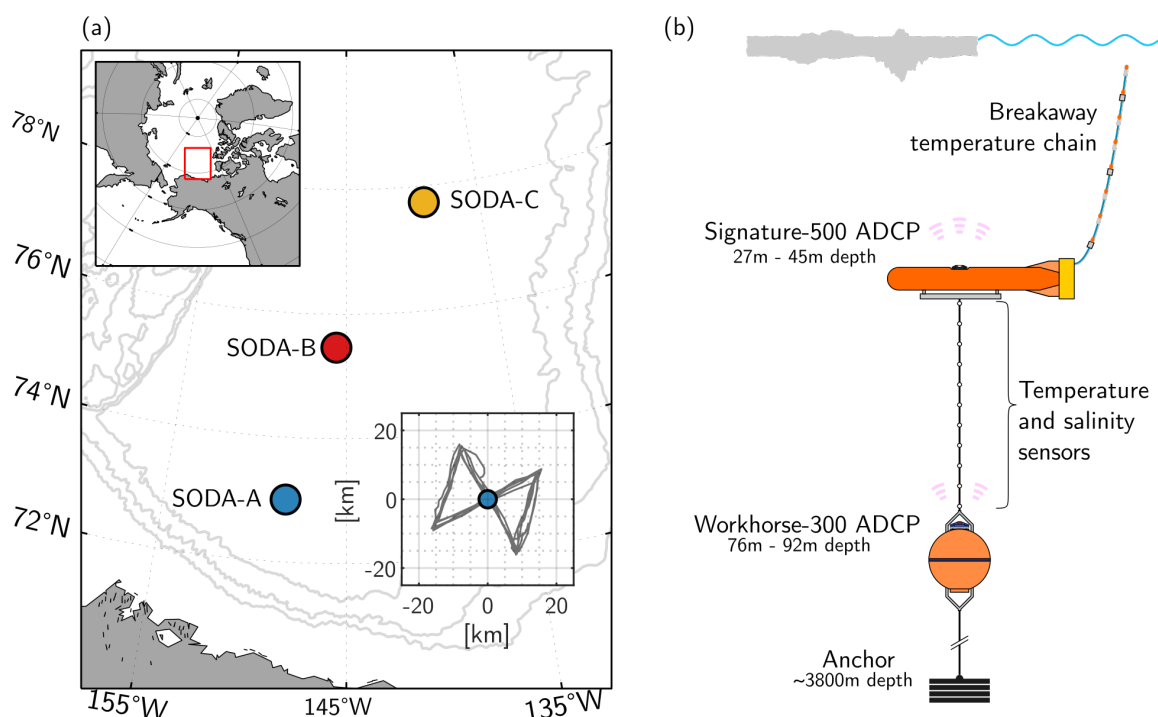 (a)
78°N
76°N
74°N
72°N
155°W
145°W
135°W
SODA-C
SODA-B
SODA-A
20
0
-20
[km]
-20
0
20
[km]
(b)
Breakaway
temperature chain
Signature-500 ADCP
27m - 45m depth
Temperature
and salinity
sensors
Workhorse-300 ADCP
76m - 92m depth
Anchor
~3800m depth